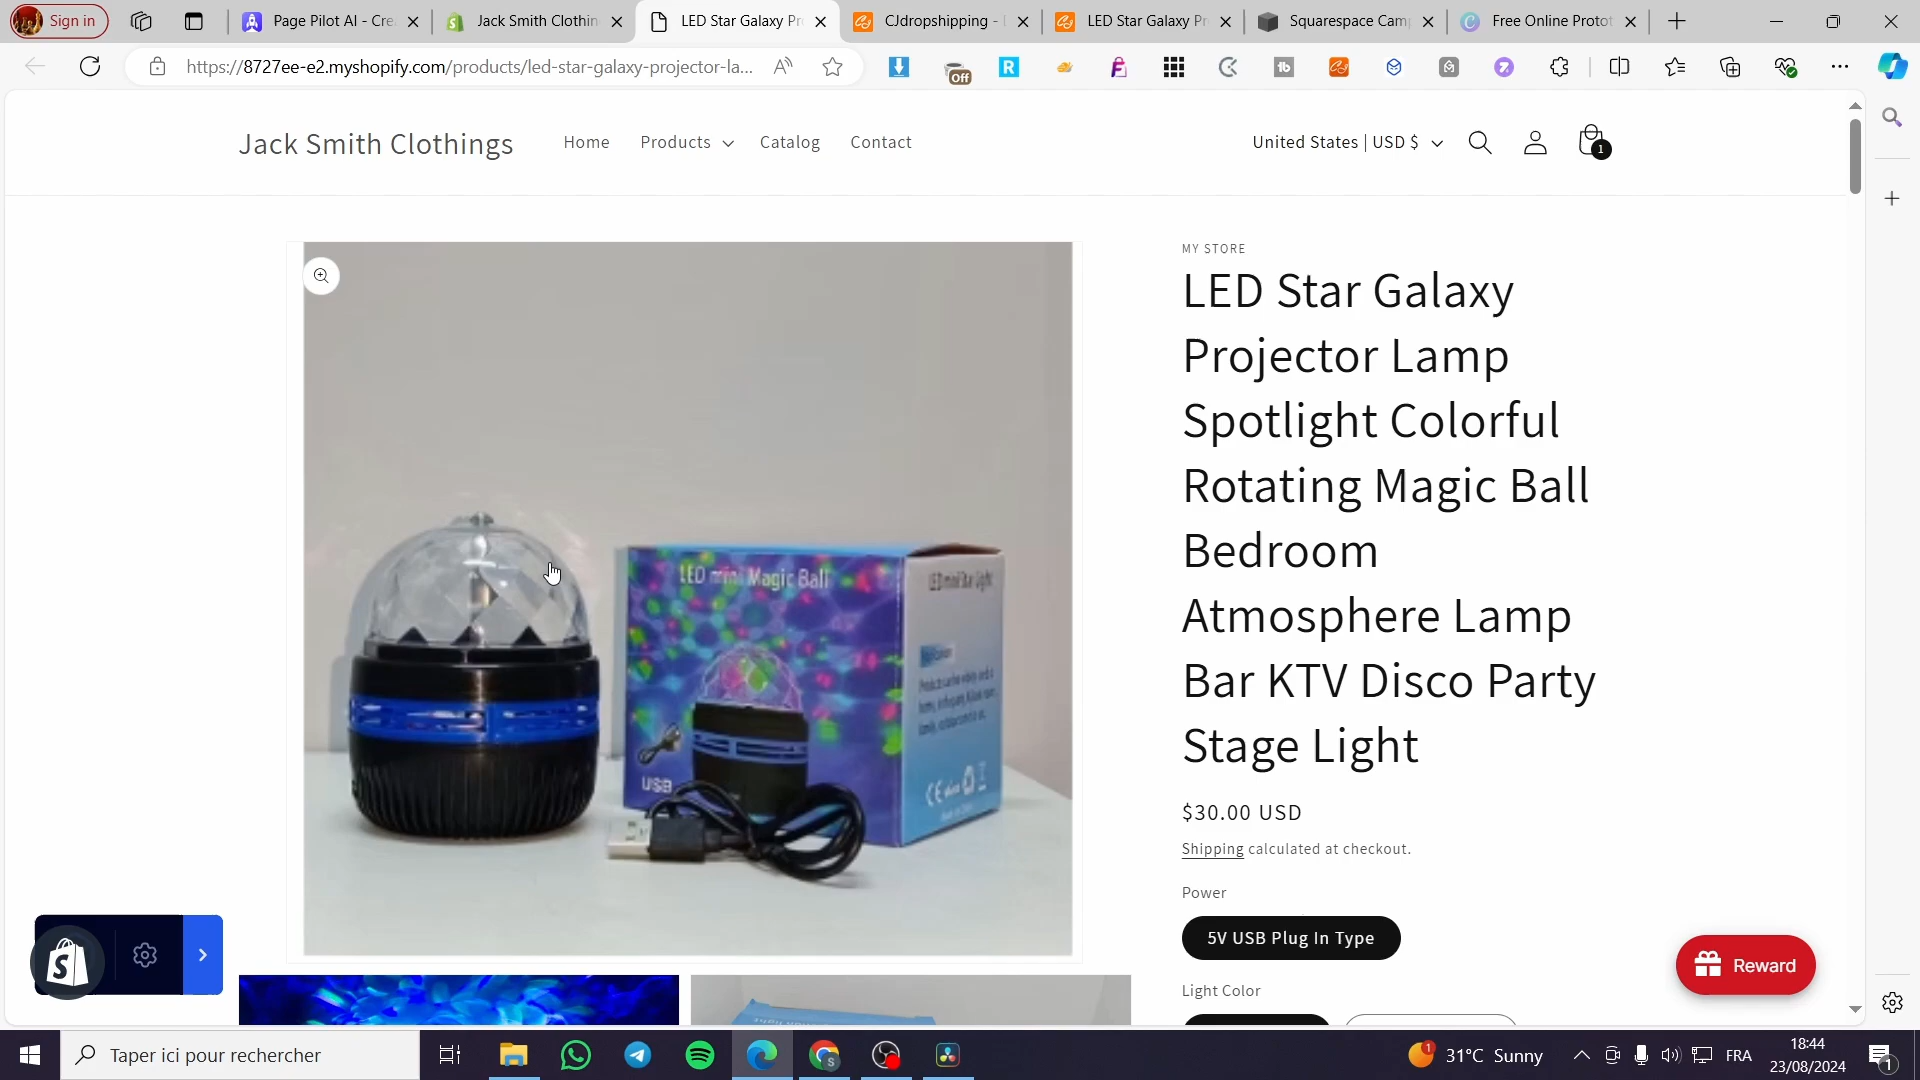 Sign in
Page Pilot AI - Cre
Jack Smith Clothin
LED Star Galaxy Pr
CJdropshipping -
LED Star Galaxy P
Squarespace Cam
Free Online Protot
https://8727ee-e2.myshopify.com/products/led-star-galaxy-projector-la...
Off
Jack Smith Clothings
Home
Products
Catalog
Contact
United States | USD $
1
MY STORE
LED Star Galaxy
Projector Lamp
Spotlight Colorful
Rotating Magic Ball
Bedroom
Atmosphere Lamp
Bar KTV Disco Party
Stage Light
$30.00 USD
Shipping calculated at checkout.
Power
5V USB Plug In Type
Light Color
LED mini Magic Ball
USB
Reward
Taper ici pour rechercher
1
31°C Sunny
FRA
18:44
23/08/2024
1